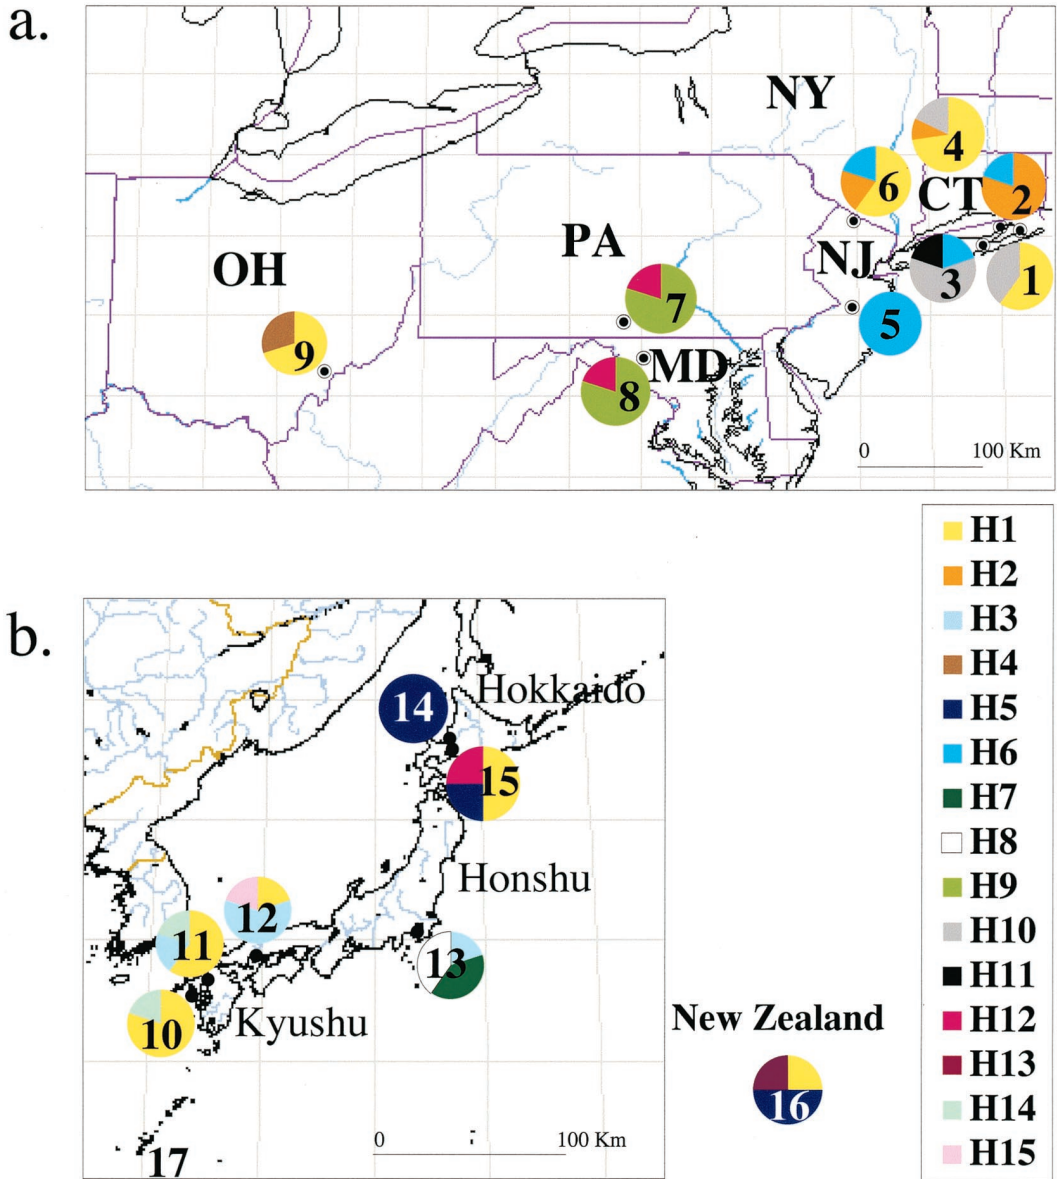 a.
NY
4
6
CT
2
PA
NJ
OH
3
1
7
5
9
MD
8
0 100 Km
H1
H2
H3
H4
H5
H6
H7
H8
H9
H10
H11
H12
H13
H14
H15
b.
Hokkaido
14
15
Honshu
12
11
13
10
Kyushu
0 100 Km
17
New Zealand
16